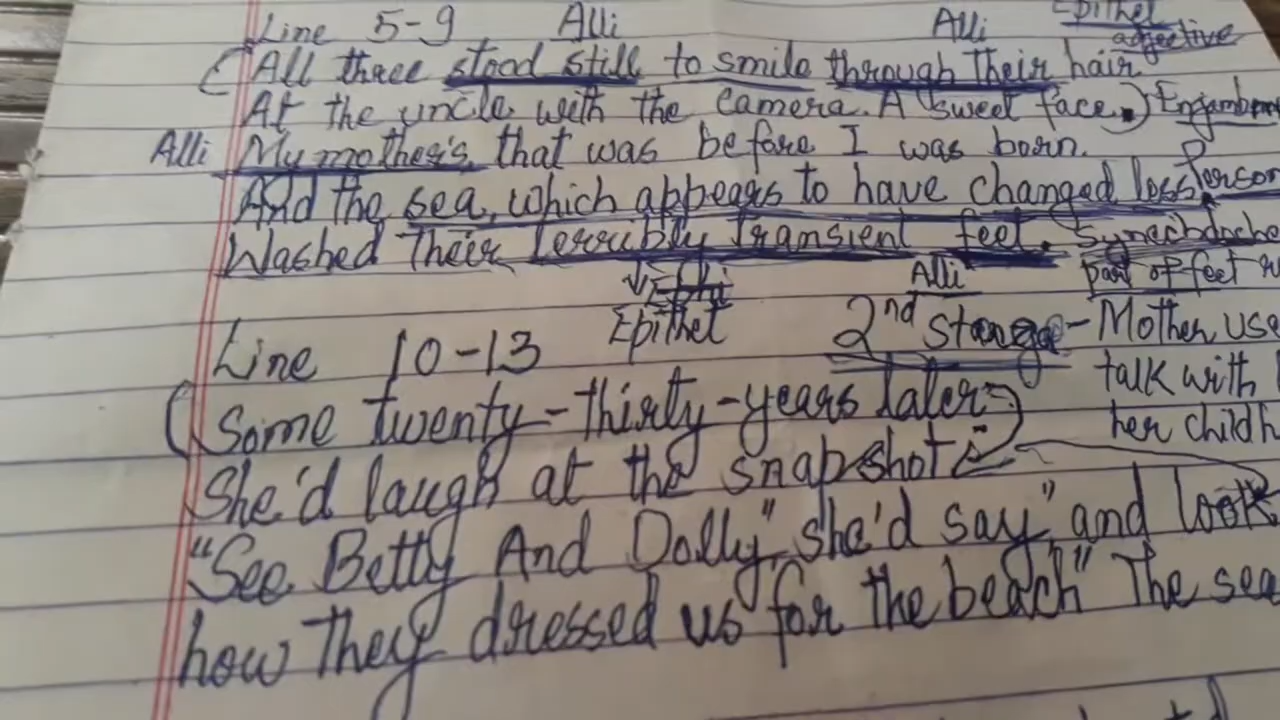 Line 5-9 Alli Alli Epithet
adjective
(All three stood still to smile through their hair
At the uncle with the camera. A sweet face.) Enjambm
Alli My mother's that was before I was born.
And the sea, which appears to have changed less, Person
Washed their terribly transient feet. Synechdoche
Alli part of feet
Epithet
Line 10-13 2nd Stanza - Mother use
talk with
her childh
(Some twenty-thirty-years later)
She'd laugh at the snapshot.
"See Betty And Dolly" she'd say," and look
how they dressed us for the beach" The sea